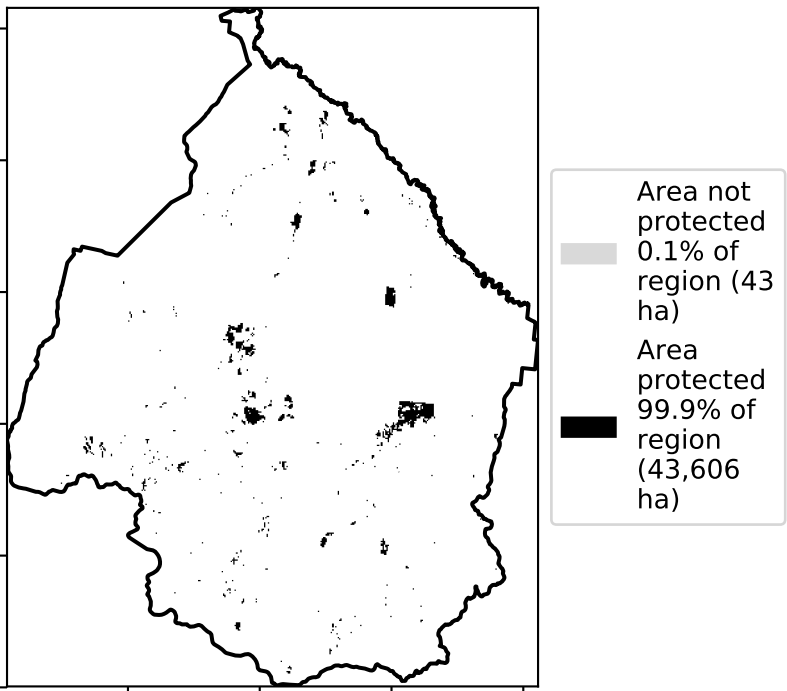 Area not
protected
0.1% of
region (43
ha)
Area
protected
99.9% of
region
(43,606
ha)